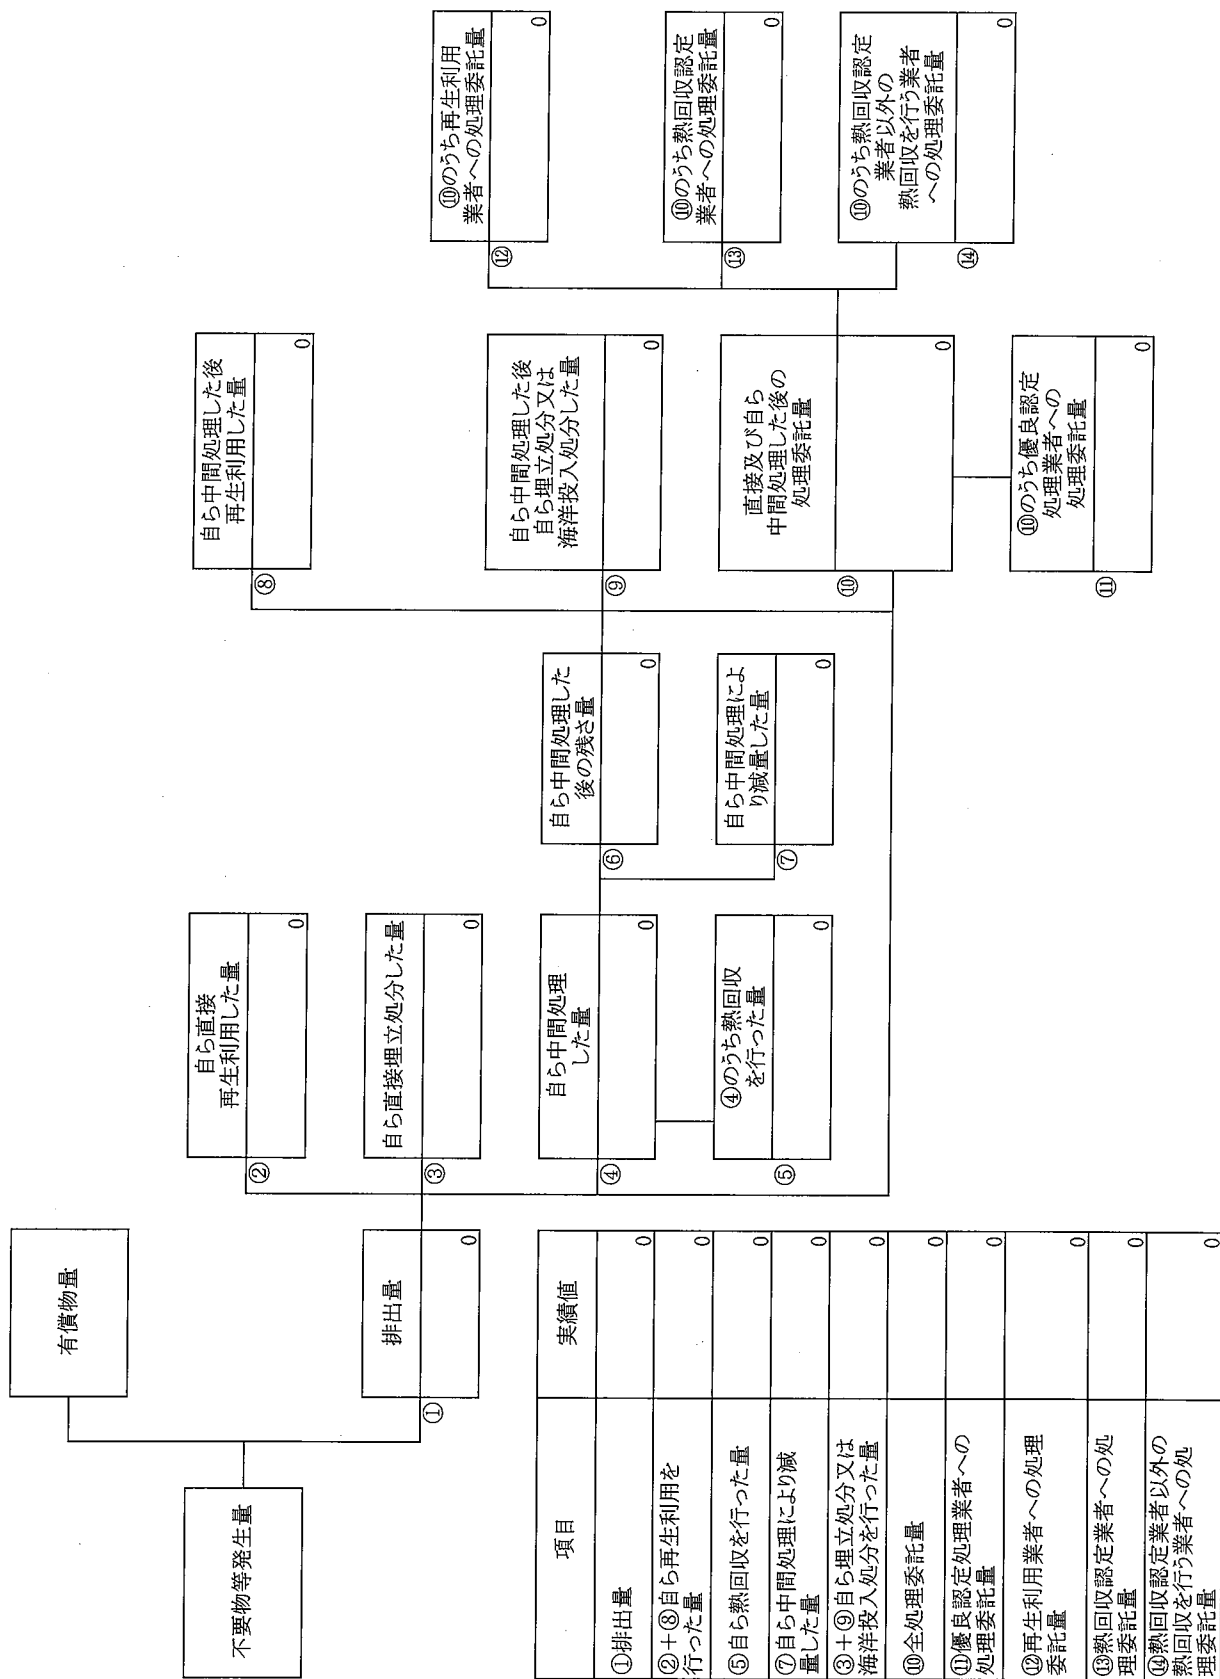 不要物等発生量
有償物量
①
排出量
0
②
自ら直接
再生利用した量
0
③
自ら直接埋立処分した量
0
④
自ら中間処理
した量
0
⑤
④のうち熱回収
を行った量
0
⑥
自ら中間処理した
後の残さ量
0
⑦
自ら中間処理によ
り減量した量
0
⑧
自ら中間処理した後
再生利用した量
0
⑨
自ら中間処理した後
自ら埋立処分又は
海洋投入処分した量
0
⑩
直接及び自ら
中間処理した後の
処理委託量
0
⑪
⑩のうち優良認定
処理業者への
処理委託量
0
⑫
⑩のうち再生利用
業者への処理委託量
0
⑬
⑩のうち熱回収認定
業者への処理委託量
0
⑭
⑩のうち熱回収認定
業者以外の
熱回収を行う業者
への処理委託量
0
項目
実績値
①排出量
0
②+⑧自ら再生利用を
行った量
0
⑤自ら熱回収を行った量
0
⑦自ら中間処理により減
量した量
0
③+⑨自ら埋立処分又は
海洋投入処分を行った量
0
⑩全処理委託量
0
⑪優良認定処理業者への
処理委託量
0
⑫再生利用業者への処理
委託量
0
⑬熱回収認定業者への処
理委託量
0
⑭熱回収認定業者以外の
熱回収を行う業者への処
理委託量
0